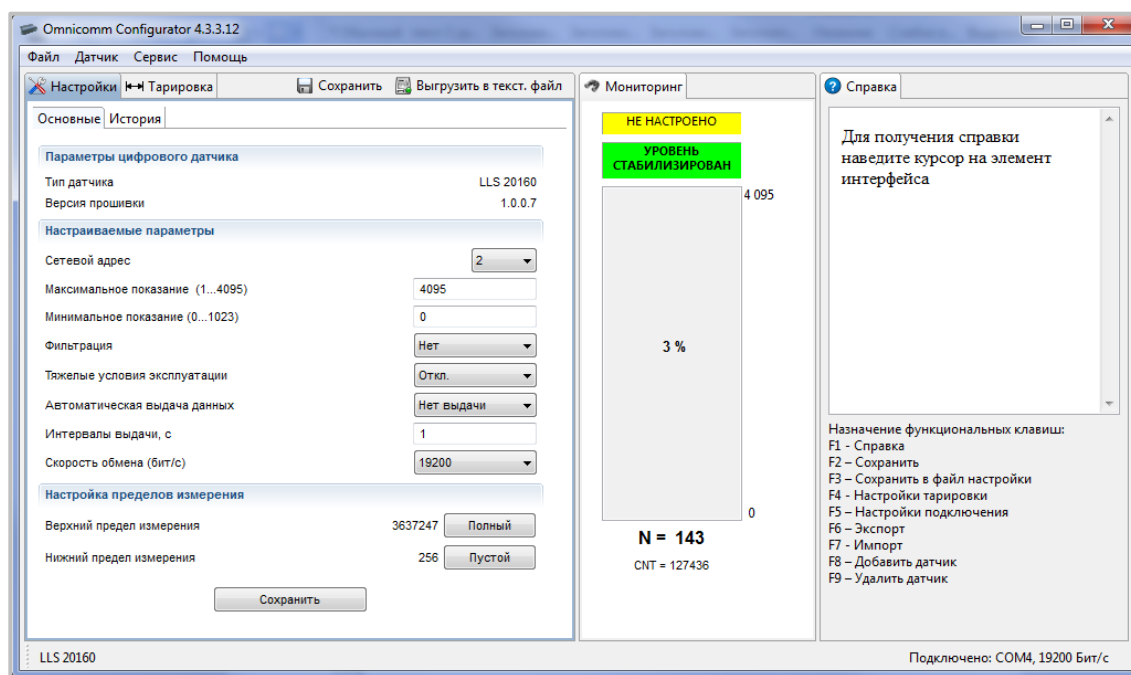 Omnicomm Configurator 4.3.3.12
Файл Датчик Сервис Помощь
Настройки Тарировка Сохранить Выгрузить в текст. файл
Основные История
Параметры цифрового датчика
Тип датчика LLS 20160
Версия прошивки 1.0.0.7
Настраиваемые параметры
Сетевой адрес 2
Максимальное показание (1...4095) 4095
Минимальное показание (0...1023) 0
Фильтрация Нет
Тяжелые условия эксплуатации Откл.
Автоматическая выдача данных Нет выдачи
Интервалы выдачи, с 1
Скорость обмена (бит/с) 19200
Настройка пределов измерения
Верхний предел измерения 3637247 Полный
Нижний предел измерения 256 Пустой
Сохранить
Мониторинг
НЕ НАСТРОЕНО
УРОВЕНЬ
СТАБИЛИЗИРОВАН
4 095
3 %
0
N = 143
CNT = 127436
Справка
Для получения справки
наведите курсор на элемент
интерфейса
Назначение функциональных клавиш:
F1 - Справка
F2 – Сохранить
F3 – Сохранить в файл настройки
F4 - Настройки тарировки
F5 – Настройки подключения
F6 – Экспорт
F7 - Импорт
F8 – Добавить датчик
F9 – Удалить датчик
LLS 20160
Подключено: COM4, 19200 Бит/с